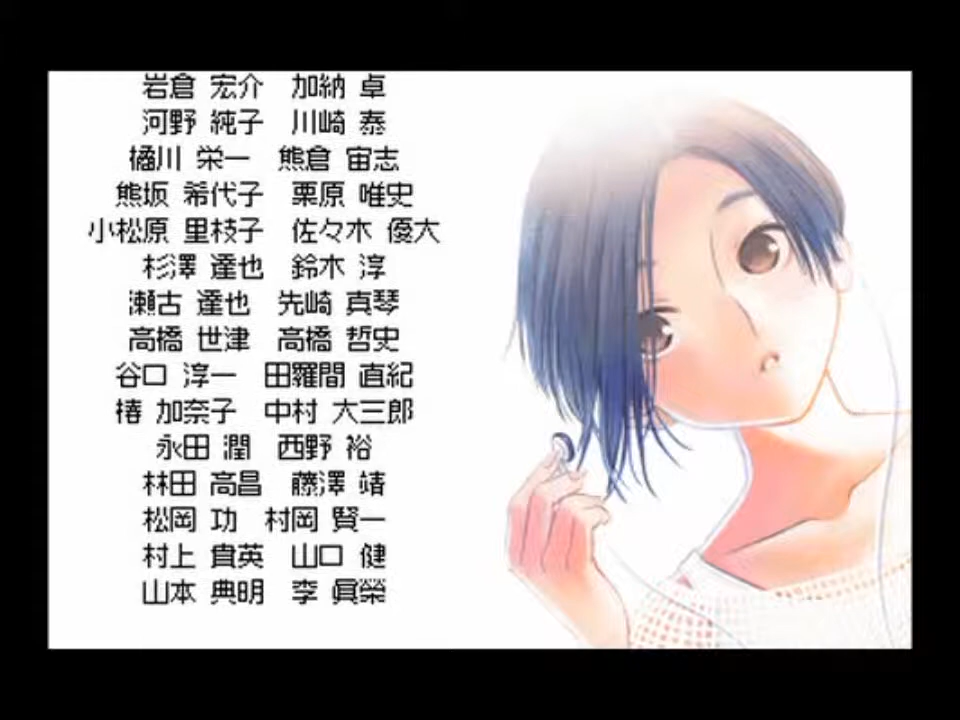 岩倉 宏介　加納 卓
河野 純子　川崎 泰
橘川 栄一　熊倉 宙志
熊坂 希代子　栗原 唯史
小松原 里枝子　佐々木 優大
杉澤 達也　鈴木 淳
瀬古 達也　先崎 真琴
高橋 世津　高橋 哲史
谷口 淳一　田羅間 直紀
椿 加奈子　中村 大三郎
永田 潤　西野 裕
林田 高昌　藤澤 靖
松岡 功　村岡 賢一
村上 貴英　山口 健
山本 典明　李 眞榮